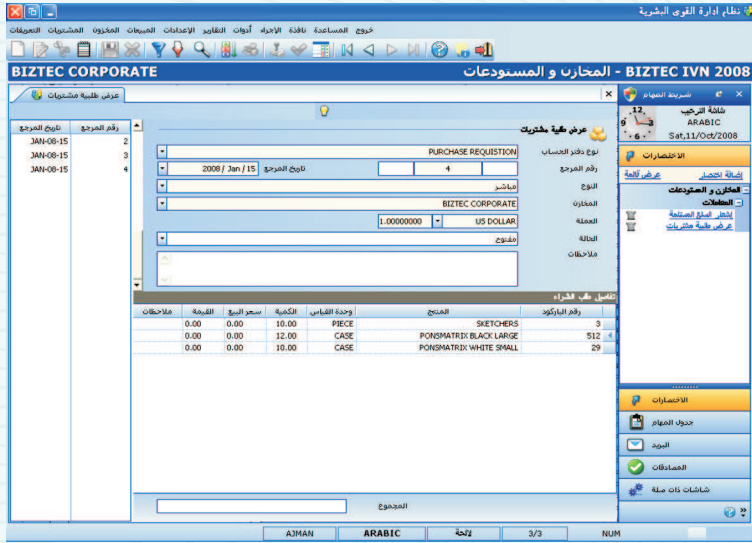 نظام ادارة القوى البشرية
خروج المساعدة نافذة الإجراء أدوات التقارير الإعدادات المبيعات المخزون المشتريات التعريفات
BIZTEC CORPORATE
BIZTEC IVN 2008 - المخازن و المستودعات
شريط المهام
عرض طلبية مشتريات
شاشة الترحيب
ARABIC
Sat,11/Oct/2008
12
9
3
6
الاختصارات
إضافة اختصار
عرض قائمة
المخازن و المستودعات
المعاملات
إشعار السلع المستلمة
عرض طلبية مشتريات
عرض طلبية مشتريات
نوع دفتر الحساب PURCHASE REQUISTION
رقم المرجع 4 تاريخ المرجع 15 / Jan / 2008
النوع مباشر
المخازن BIZTEC CORPORATE
العملة US DOLLAR 1.00000000
الحالة مفتوح
ملاحظات
رقم المرجع تاريخ المرجع
2 JAN-08-15
3 JAN-08-15
4 JAN-08-15
تفاصيل طلب الشراء
رقم الباركود المنتج وحدة القياس الكمية سعر البيع القيمة ملاحظات
3 SKETCHERS PIECE 10.00 0.00 0.00
512 PONSMATRIX BLACK LARGE CASE 12.00 0.00 0.00
29 PONSMATRIX WHITE SMALL CASE 10.00 0.00 0.00
المجموع
الاختصارات
جدول المهام
البريد
المصادقات
شاشات ذات صلة
AJMAN ARABIC لائحة 3/3 NUM